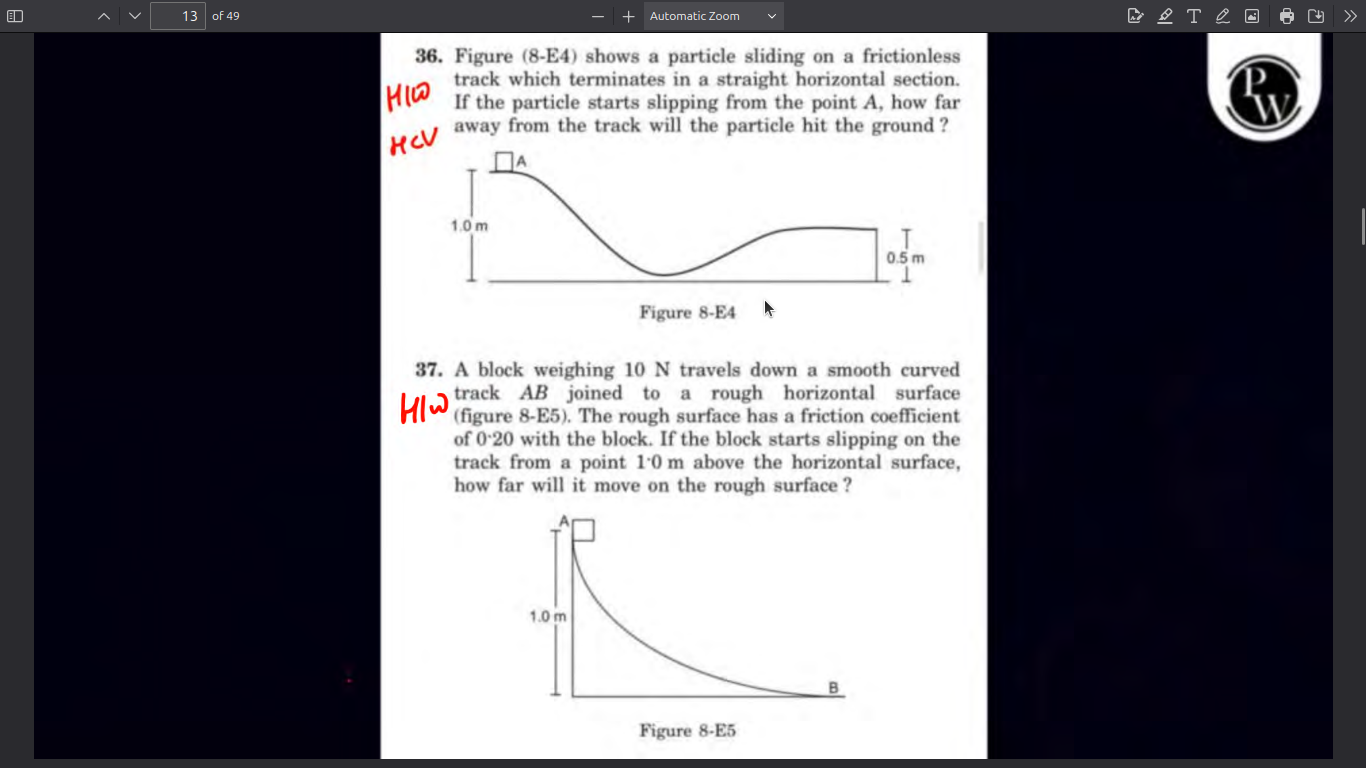 13 of 49
Automatic Zoom
36. Figure (8-E4) shows a particle sliding on a frictionless
track which terminates in a straight horizontal section.
If the particle starts slipping from the point A, how far
away from the track will the particle hit the ground ?
H/W
HCV
A
1.0 m
0.5 m
Figure 8-E4
37. A block weighing 10 N travels down a smooth curved
track AB joined to a rough horizontal surface
(figure 8-E5). The rough surface has a friction coefficient
of 0·20 with the block. If the block starts slipping on the
track from a point 1·0 m above the horizontal surface,
how far will it move on the rough surface ?
H/W
A
1.0 m
B
Figure 8-E5
PW